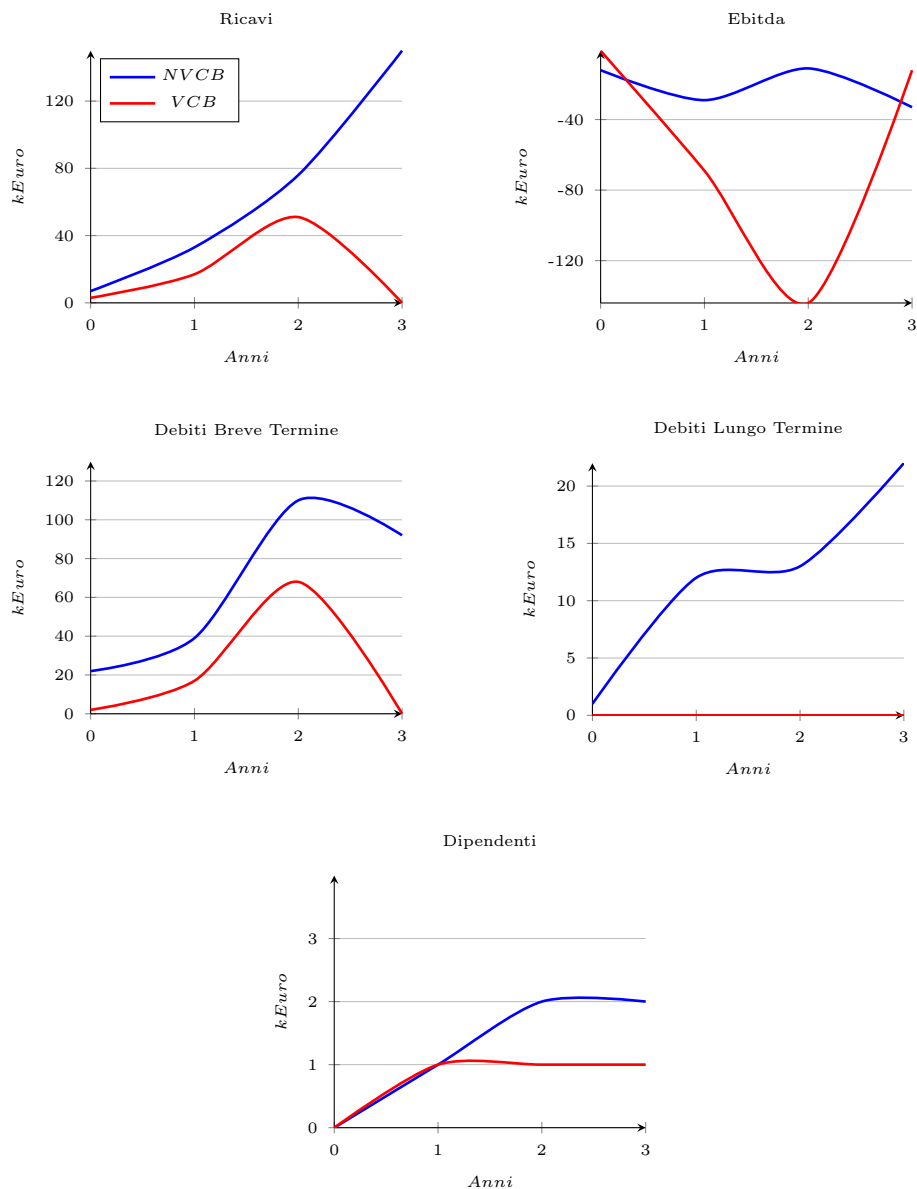 Ricavi
NVCB
VCB
120
80
40
0
kEuro
0 1 2 3
Anni
Ebitda
-40
-80
-120
kEuro
0 1 2 3
Anni
Debiti Breve Termine
120
100
80
60
40
20
0
kEuro
0 1 2 3
Anni
Debiti Lungo Termine
20
15
10
5
0
kEuro
0 1 2 3
Anni
Dipendenti
3
2
1
0
kEuro
0 1 2 3
Anni